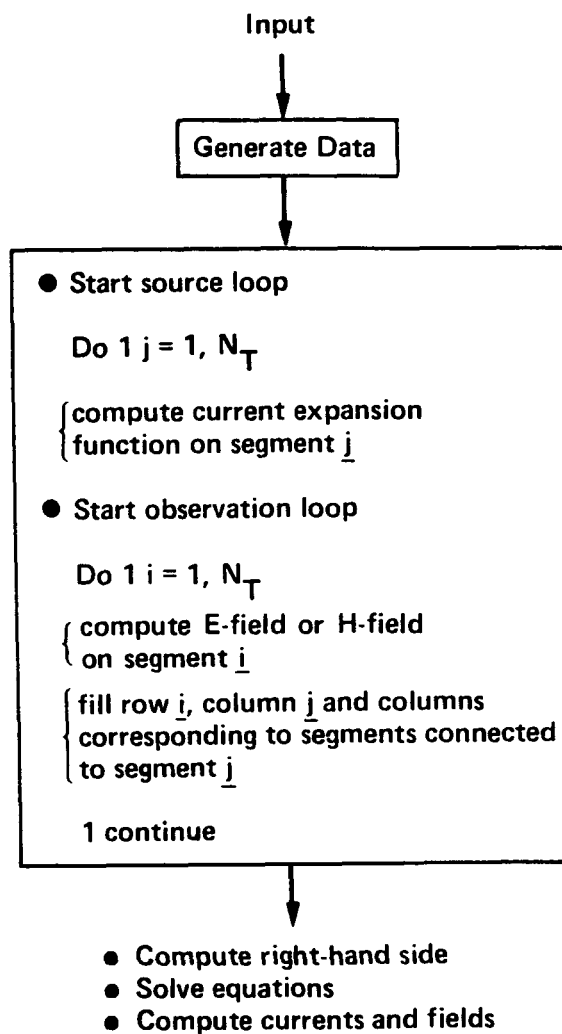 Input
Generate Data
● Start source loop
Do 1 j = 1, N_T
compute current expansion
function on segment j
● Start observation loop
Do 1 i = 1, N_T
compute E-field or H-field
on segment i
fill row i, column j and columns
corresponding to segments connected
to segment j
1 continue
● Compute right-hand side
● Solve equations
● Compute currents and fields